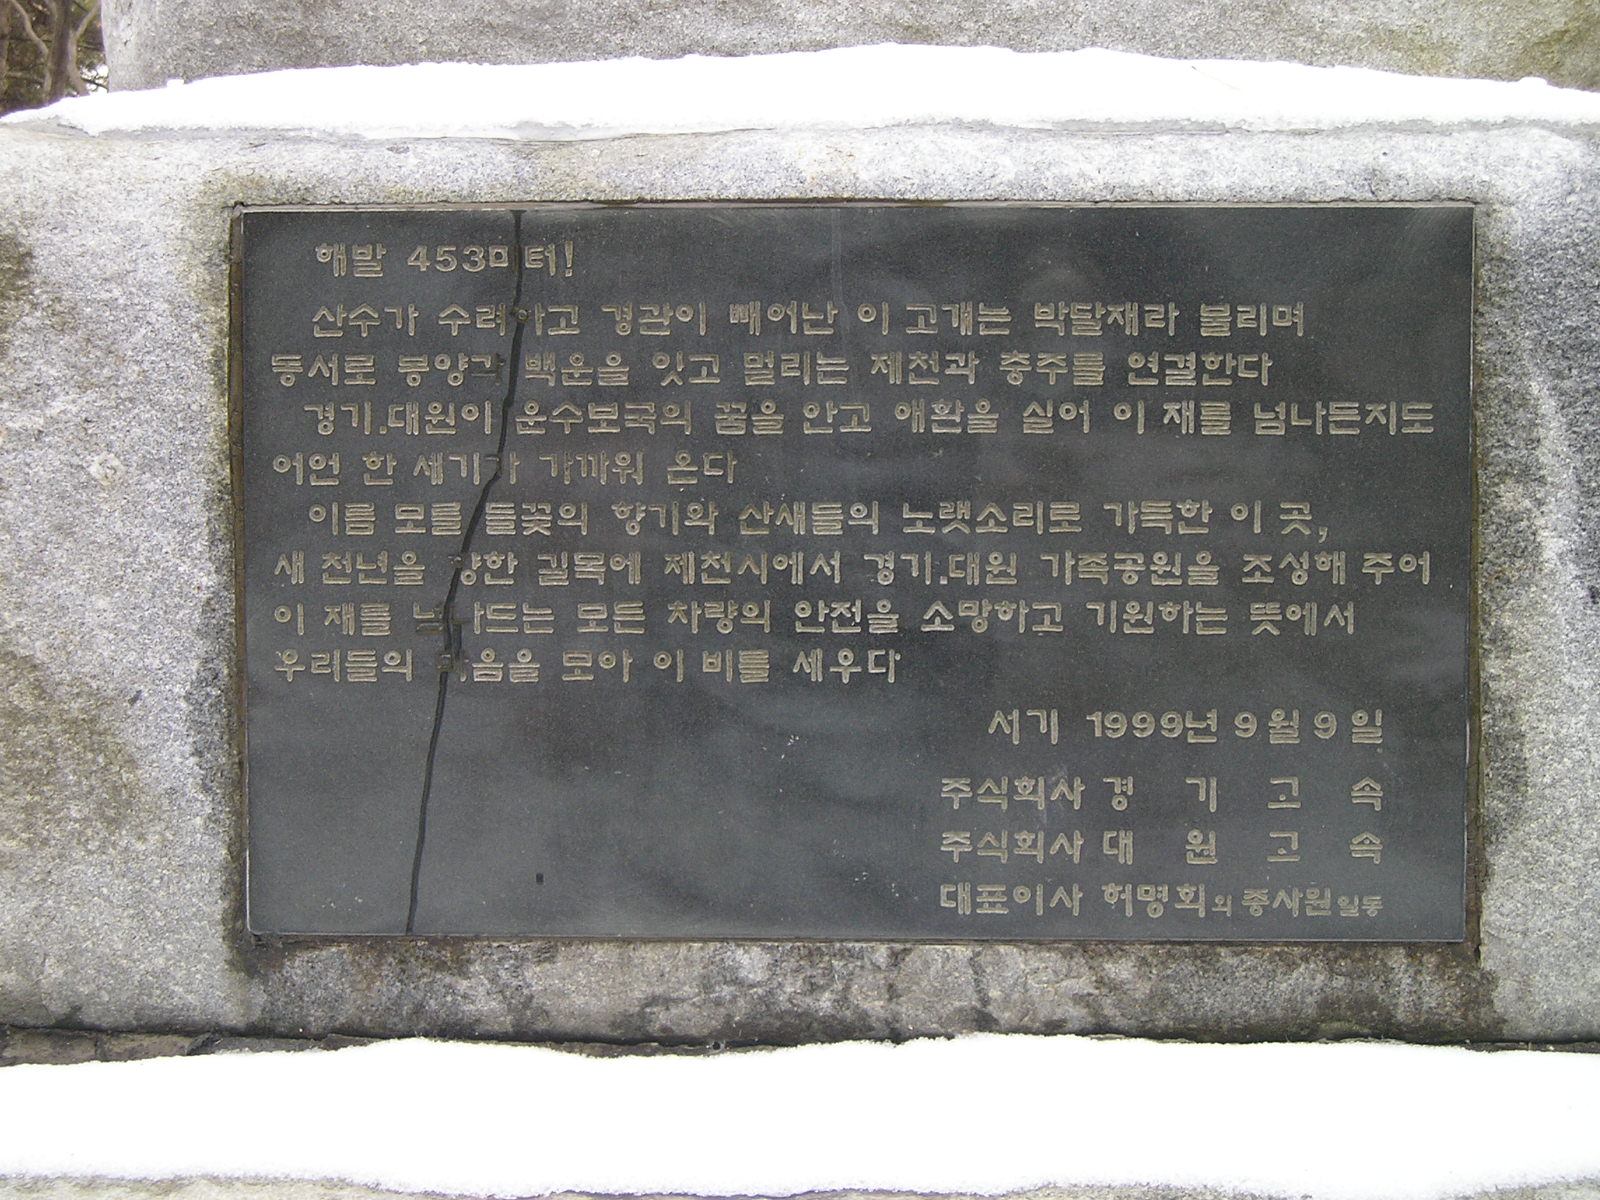 해발 453미터!
산수가 수려하고 경관이 빼어난 이 고개는 박달재라 불리며
동서로 봉양과 백운을 잇고 멀리는 제천과 충주를 연결한다
경기.대원이 운수보국의 꿈을 안고 애환을 실어 이 재를 넘나든지도
어언 한 세기가 가까워 온다
이름 모를 들꽃의 향기와 산새들의 노랫소리로 가득한 이 곳,
새 천년을 향한 길목에 제천시에서 경기.대원 가족공원을 조성해 주어
이 재를 넘나드는 모든 차량의 안전을 소망하고 기원하는 뜻에서
우리들의 마음을 모아 이 비를 세우다
서기 1999년 9월 9일
주식회사 경 기 고 속
주식회사 대 원 고 속
대표이사 허명회외 종사원일동